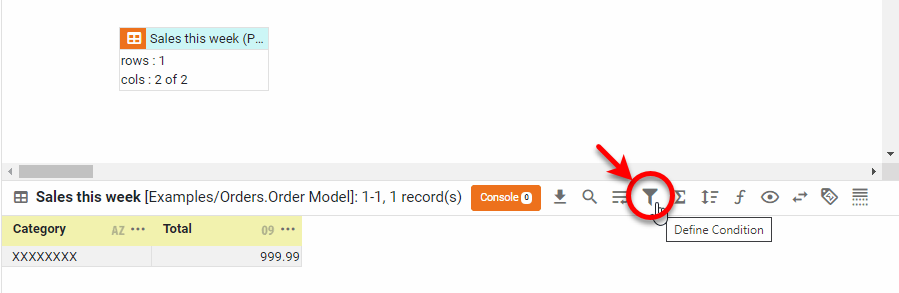 Sales this week (P...
rows : 1
cols : 2 of 2
Sales this week [Examples/Orders.Order Model]: 1-1, 1 record(s) Console 0
Define Condition
Category AZ ••• Total 09 •••
XXXXXXXX 999.99